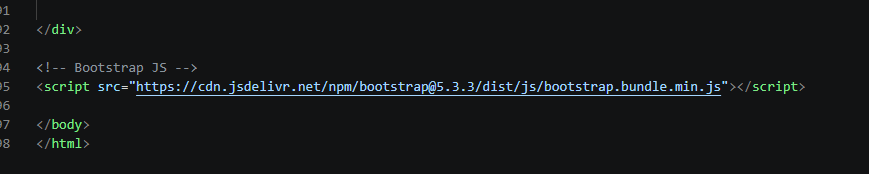 91
92 </div>
93
94 <!-- Bootstrap JS -->
95 <script src="https://cdn.jsdelivr.net/npm/bootstrap@5.3.3/dist/js/bootstrap.bundle.min.js"></script>
96
97 </body>
98 </html>